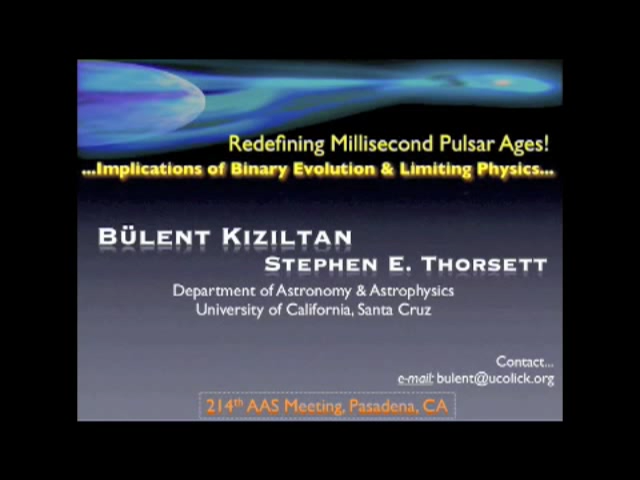 Redefining Millisecond Pulsar Ages!
...Implications of Binary Evolution & Limiting Physics...
BÜLENT KIZILTAN
STEPHEN E. THORSETT
Department of Astronomy & Astrophysics
University of California, Santa Cruz
Contact...
e-mail: bulent@ucolick.org
214th AAS Meeting, Pasadena, CA